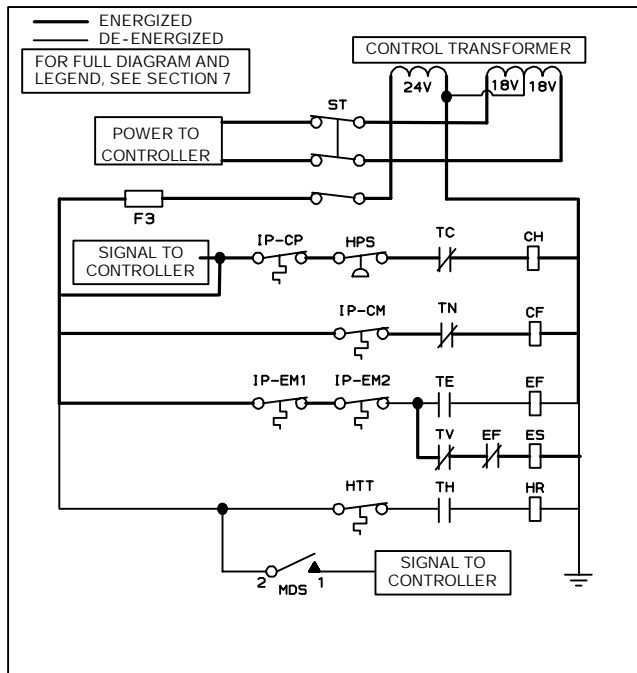 ENERGIZED
DE-ENERGIZED
FOR FULL DIAGRAM AND
LEGEND, SEE SECTION 7
CONTROL TRANSFORMER
24V
18V
18V
ST
POWER TO
CONTROLLER
F3
SIGNAL TO
CONTROLLER
IP-CP
HPS
TC
CH
IP-CM
TN
CF
IP-EM1
IP-EM2
TE
EF
TV
EF
ES
HTT
TH
HR
2
MDS
1
SIGNAL TO
CONTROLLER